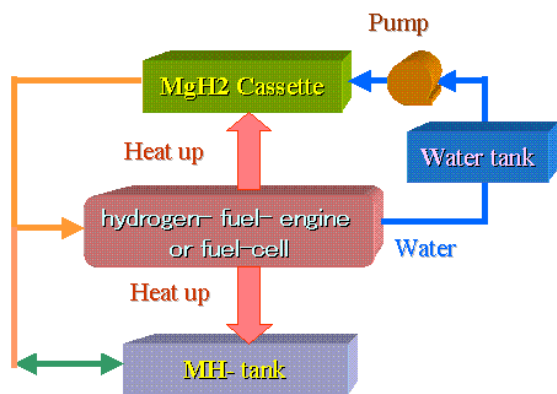 Pump
MgH2 Cassette
Heat up
Water tank
hydrogen- fuel- engine
or fuel-cell
Water
Heat up
MH- tank